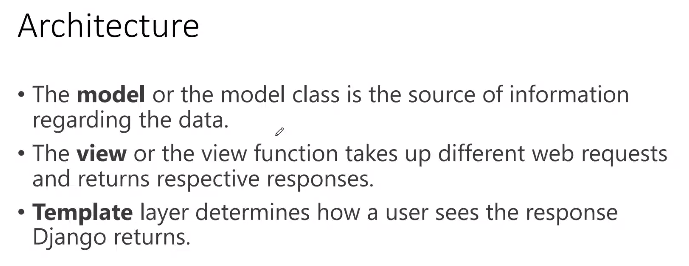 Architecture
• The model or the model class is the source of information
regarding the data.
• The view or the view function takes up different web requests
and returns respective responses.
• Template layer determines how a user sees the response
Django returns.